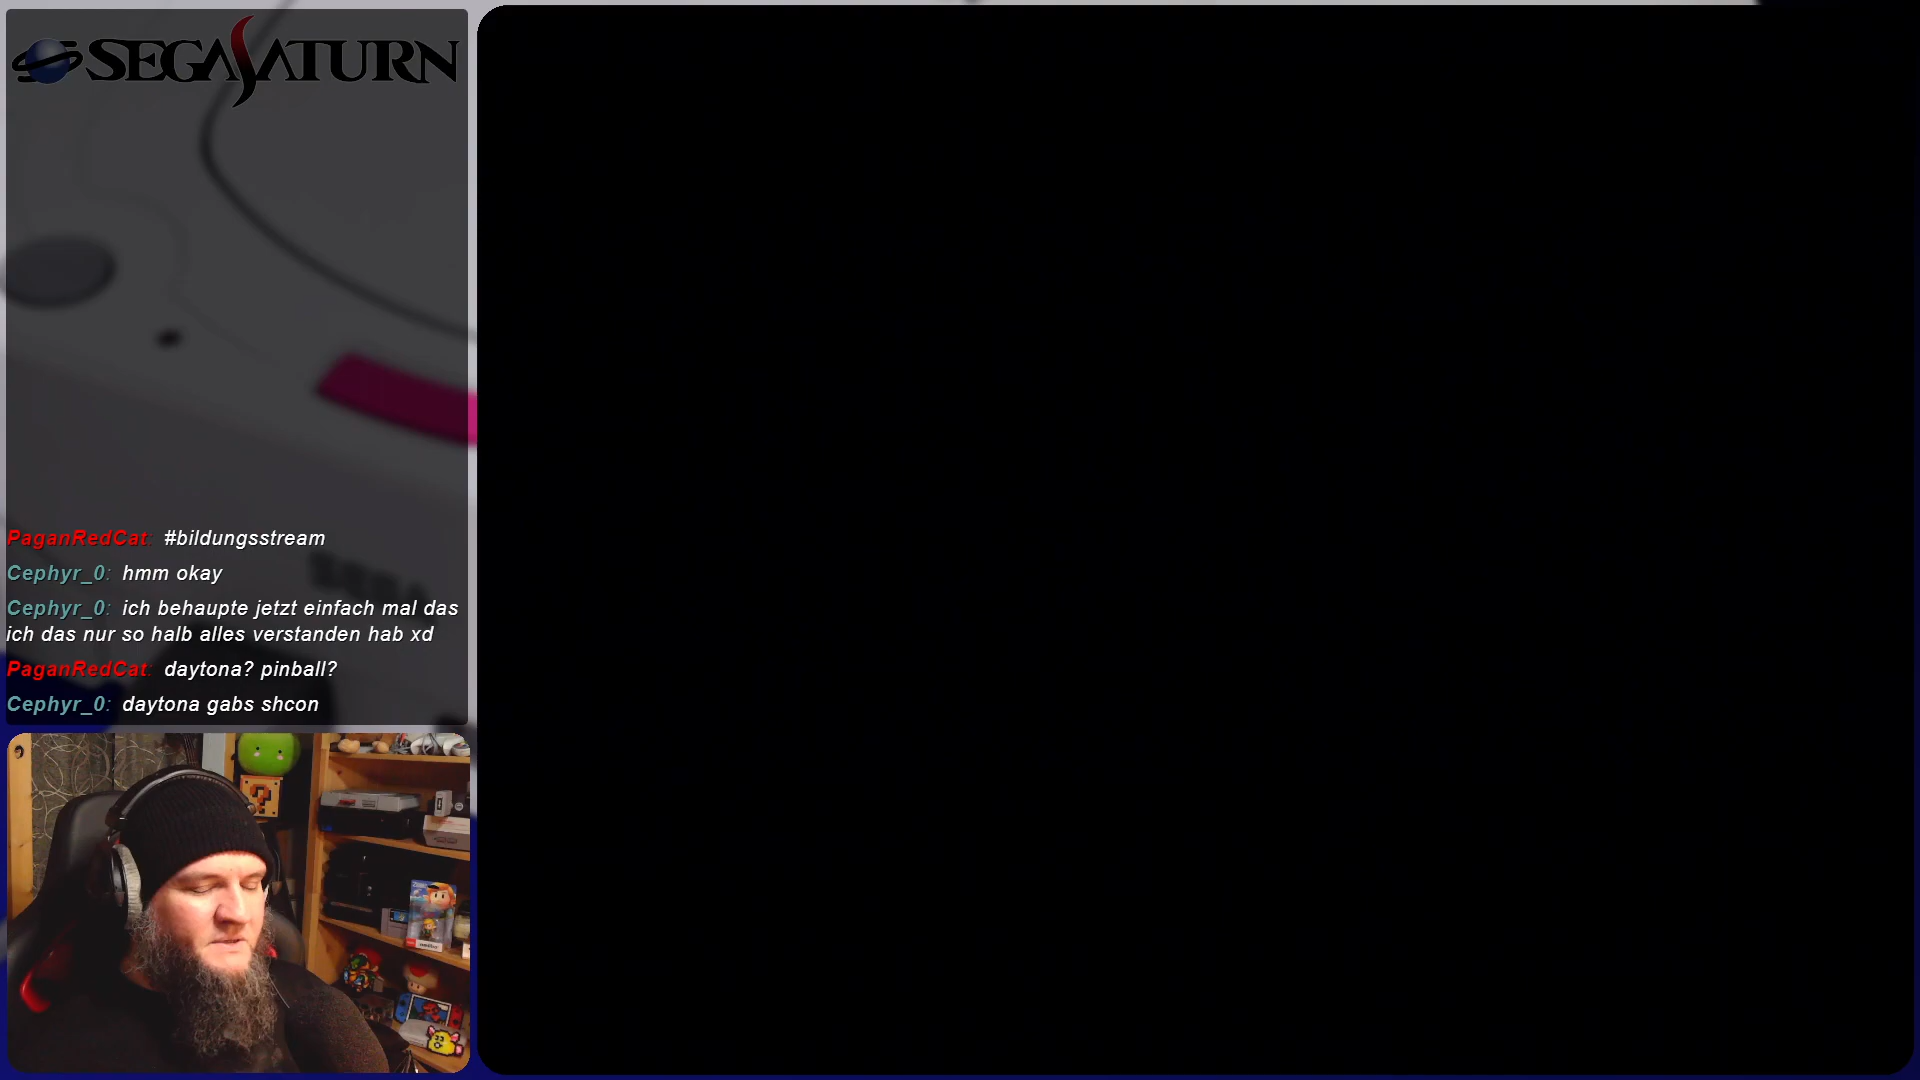 SEGA SATURN
PaganRedCat: #bildungsstream
Cephyr_0: hmm okay
Cephyr_0: ich behaupte jetzt einfach mal das
ich das nur so halb alles verstanden hab xd
PaganRedCat: daytona? pinball?
Cephyr_0: daytona gabs shcon